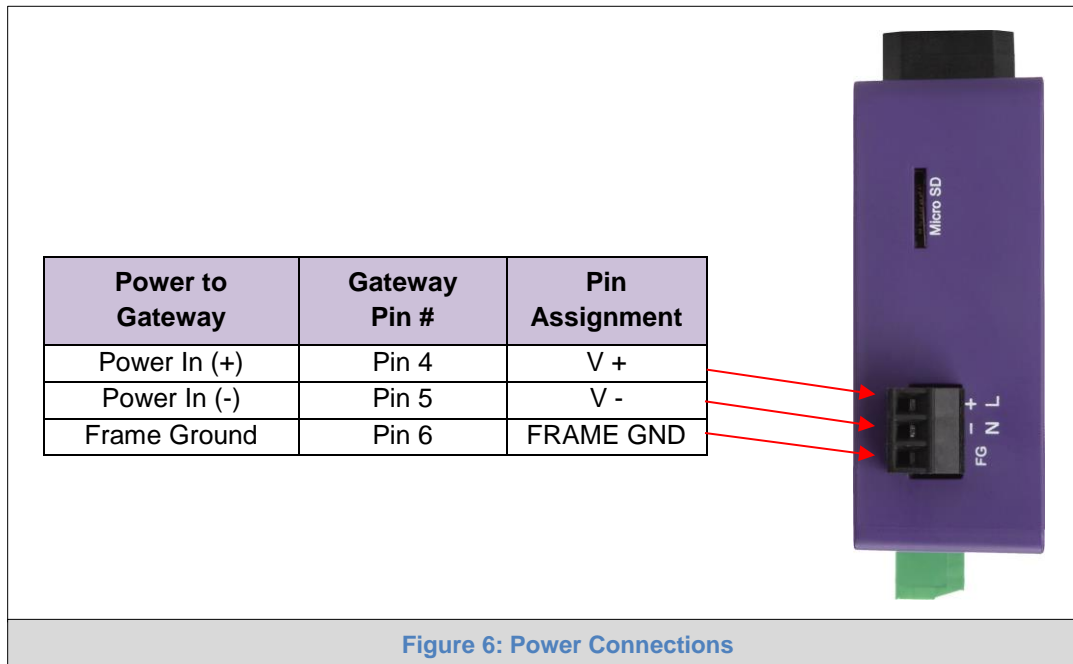 Micro SD
Power to Gateway Gateway Pin # Pin Assignment
Power In (+) Pin 4 V +
Power In (-) Pin 5 V -
Frame Ground Pin 6 FRAME GND
+ L
− N
FG
Figure 6: Power Connections